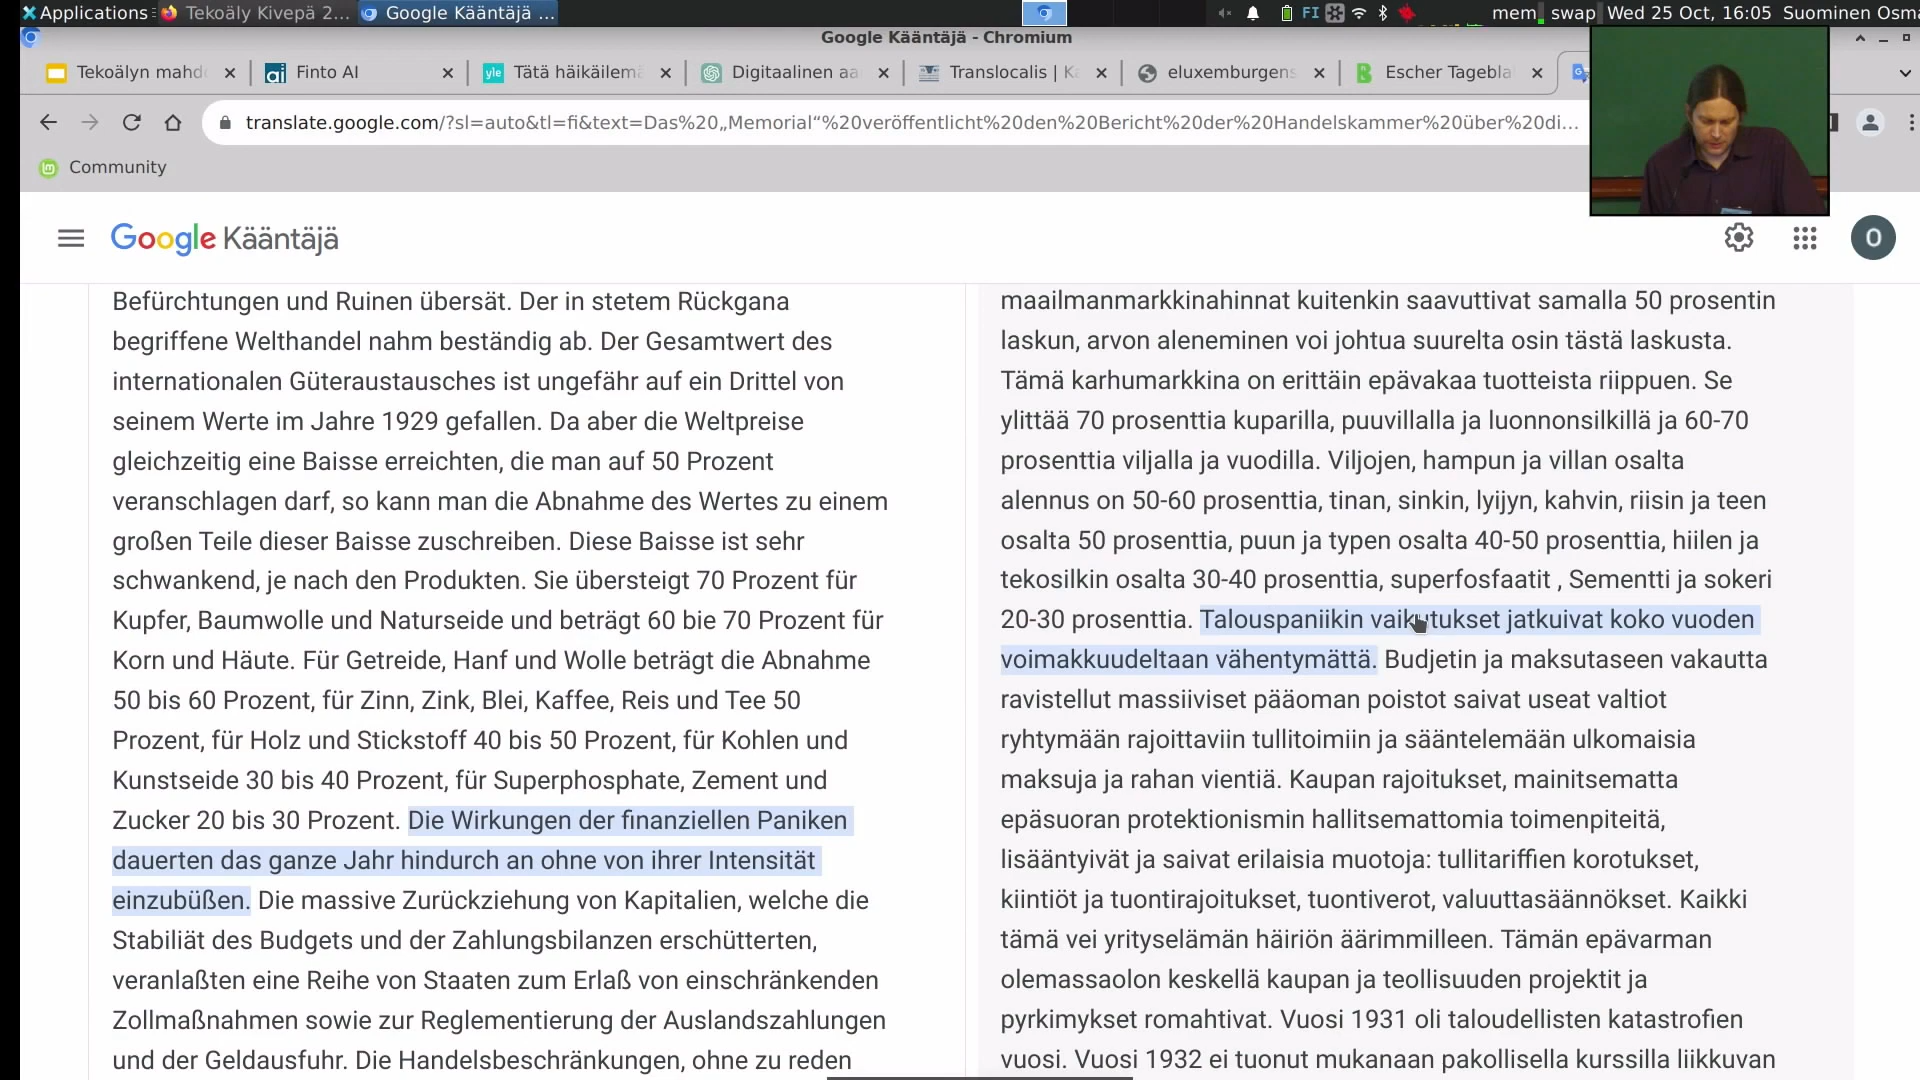 Applications
Tekoäly Kivepä 2...
Google Kääntäjä ...
FI
mem
swap
Wed 25 Oct, 16:05
Suominen Osma
Google Kääntäjä - Chromium
Tekoälyn mahdo
Finto AI
Tätä häikäilemä
Digitaalinen aa
Translocalis | Ka
eluxemburgens
Escher Tagebla
translate.google.com/?sl=auto&tl=fi&text=Das%20„Memorial“%20veröffentlicht%20den%20Bericht%20der%20Handelskammer%20über%20di...
Community
Google Kääntäjä
O
Befürchtungen und Ruinen übersät. Der in stetem Rückgana
begriffene Welthandel nahm beständig ab. Der Gesamtwert des
internationalen Güteraustausches ist ungefähr auf ein Drittel von
seinem Werte im Jahre 1929 gefallen. Da aber die Weltpreise
gleichzeitig eine Baisse erreichten, die man auf 50 Prozent
veranschlagen darf, so kann man die Abnahme des Wertes zu einem
großen Teile dieser Baisse zuschreiben. Diese Baisse ist sehr
schwankend, je nach den Produkten. Sie übersteigt 70 Prozent für
Kupfer, Baumwolle und Naturseide und beträgt 60 bie 70 Prozent für
Korn und Häute. Für Getreide, Hanf und Wolle beträgt die Abnahme
50 bis 60 Prozent, für Zinn, Zink, Blei, Kaffee, Reis und Tee 50
Prozent, für Holz und Stickstoff 40 bis 50 Prozent, für Kohlen und
Kunstseide 30 bis 40 Prozent, für Superphosphate, Zement und
Zucker 20 bis 30 Prozent. Die Wirkungen der finanziellen Paniken
dauerten das ganze Jahr hindurch an ohne von ihrer Intensität
einzubüßen. Die massive Zurückziehung von Kapitalien, welche die
Stabiliät des Budgets und der Zahlungsbilanzen erschütterten,
veranlaßten eine Reihe von Staaten zum Erlaß von einschränkenden
Zollmaßnahmen sowie zur Reglementierung der Auslandszahlungen
und der Geldausfuhr. Die Handelsbeschränkungen, ohne zu reden
maailmanmarkkinahinnat kuitenkin saavuttivat samalla 50 prosentin
laskun, arvon aleneminen voi johtua suurelta osin tästä laskusta.
Tämä karhumarkkina on erittäin epävakaa tuotteista riippuen. Se
ylittää 70 prosenttia kuparilla, puuvillalla ja luonnonsilkillä ja 60-70
prosenttia viljalla ja vuodilla. Viljojen, hampun ja villan osalta
alennus on 50-60 prosenttia, tinan, sinkin, lyijyn, kahvin, riisin ja teen
osalta 50 prosenttia, puun ja typen osalta 40-50 prosenttia, hiilen ja
tekosilkin osalta 30-40 prosenttia, superfosfaatit , Sementti ja sokeri
20-30 prosenttia. Talouspaniikin vaikutukset jatkuivat koko vuoden
voimakkuudeltaan vähentymättä. Budjetin ja maksutaseen vakautta
ravistellut massiiviset pääoman poistot saivat useat valtiot
ryhtymään rajoittaviin tullitoimiin ja sääntelemään ulkomaisia
maksuja ja rahan vientiä. Kaupan rajoitukset, mainitsematta
epäsuoran protektionismin hallitsemattomia toimenpiteitä,
lisääntyivät ja saivat erilaisia muotoja: tullitariffien korotukset,
kiintiöt ja tuontirajoitukset, tuontiverot, valuuttasäännökset. Kaikki
tämä vei yrityselämän häiriön äärimmilleen. Tämän epävarman
olemassaolon keskellä kaupan ja teollisuuden projektit ja
pyrkimykset romahtivat. Vuosi 1931 oli taloudellisten katastrofien
vuosi. Vuosi 1932 ei tuonut mukanaan pakollisella kurssilla liikkuvan